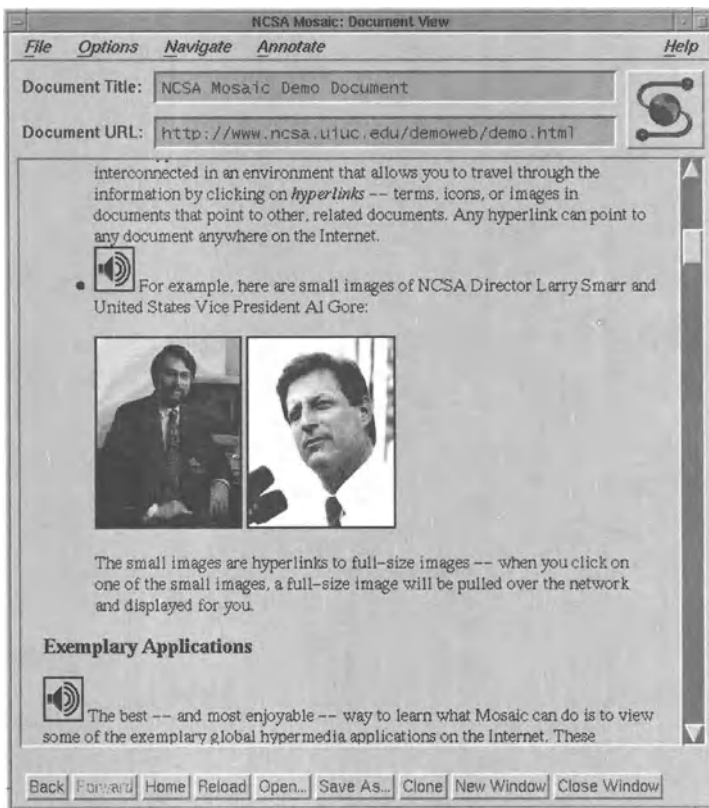 NCSA Mosaic: Document View
File Options Navigate Annotate Help
Document Title: NCSA Mosaic Demo Document
Document URL: http://www.ncsa.uiuc.edu/demoweb/demo.html
interconnected in an environment that allows you to travel through the
information by clicking on hyperlinks -- terms, icons, or images in
documents that point to other, related documents. Any hyperlink can point to
any document anywhere on the Internet.
• For example, here are small images of NCSA Director Larry Smarr and
United States Vice President Al Gore:
The small images are hyperlinks to full-size images -- when you click on
one of the small images, a full-size image will be pulled over the network
and displayed for you.
Exemplary Applications
The best -- and most enjoyable -- way to learn what Mosaic can do is to view
some of the exemplary global hypermedia applications on the Internet. These
Back Forward Home Reload Open... Save As... Clone New Window Close Window